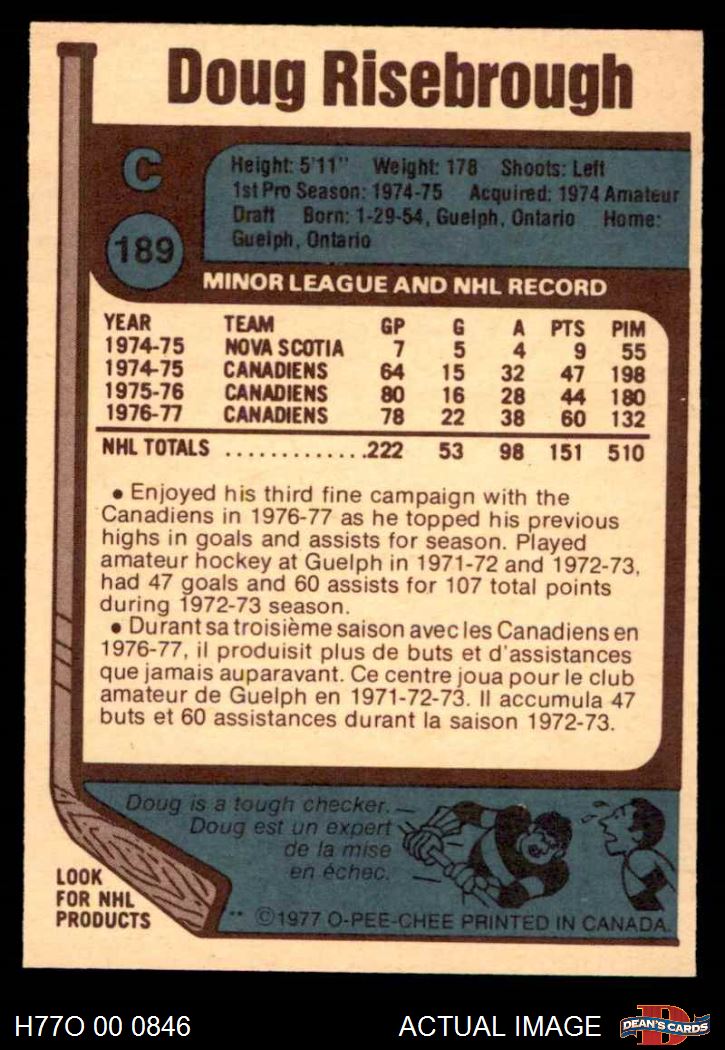 Doug Risebrough
C
189
Height: 5'11" Weight: 178 Shoots: Left
1st Pro Season: 1974-75 Acquired: 1974 Amateur
Draft Born: 1-29-54, Guelph, Ontario Home:
Guelph, Ontario
MINOR LEAGUE AND NHL RECORD
YEAR TEAM GP G A PTS PIM
1974-75 NOVA SCOTIA 7 5 4 9 55
1974-75 CANADIENS 64 15 32 47 198
1975-76 CANADIENS 80 16 28 44 180
1976-77 CANADIENS 78 22 38 60 132
NHL TOTALS .............222 53 98 151 510
• Enjoyed his third fine campaign with the
Canadiens in 1976-77 as he topped his previous
highs in goals and assists for season. Played
amateur hockey at Guelph in 1971-72 and 1972-73,
had 47 goals and 60 assists for 107 total points
during 1972-73 season.
• Durant sa troisième saison avec les Canadiens en
1976-77, il produisit plus de buts et d'assistances
que jamais auparavant. Ce centre joua pour le club
amateur de Guelph en 1971-72-73. Il accumula 47
buts et 60 assistances durant la saison 1972-73.
Doug is a tough checker.
Doug est un expert
de la mise
en échec.
LOOK
FOR NHL
PRODUCTS
** ©1977 O-PEE-CHEE PRINTED IN CANADA.
H77O 00 0846 ACTUAL IMAGE
D
DEAN'S CARDS